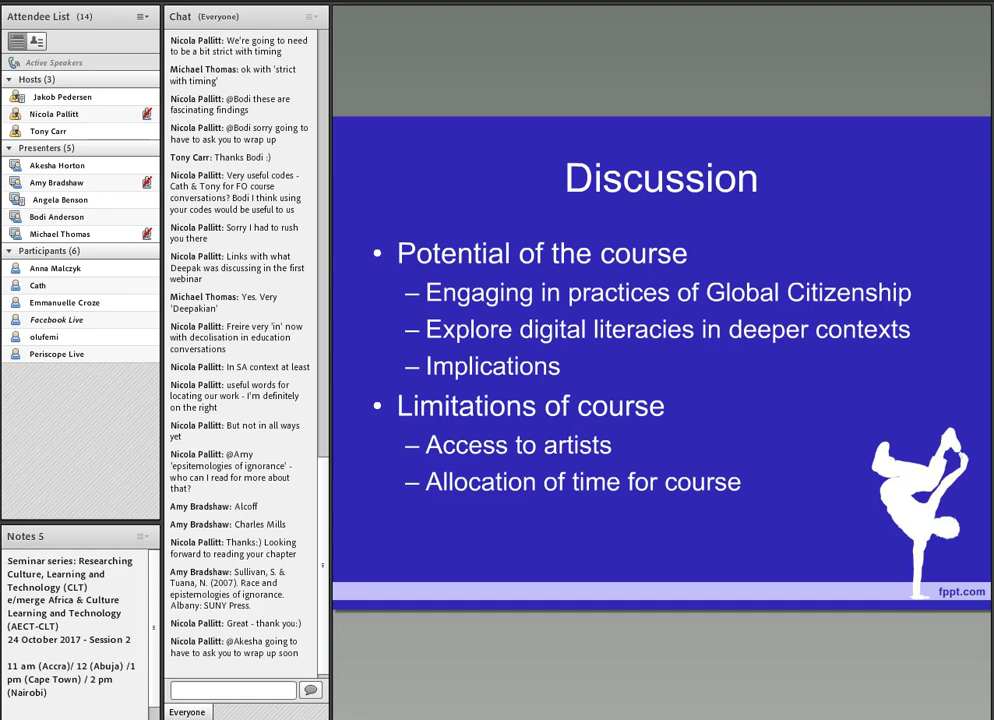 Attendee List (14)
Active Speakers
Hosts (3)
Jakob Pedersen
Nicola Pallitt
Tony Carr
Presenters (5)
Akesha Horton
Amy Bradshaw
Angela Benson
Bodi Anderson
Michael Thomas
Participants (6)
Anna Malczyk
Cath
Emmanuelle Croze
Facebook Live
olufemi
Periscope Live
Notes 5
Seminar series: Researching
Culture, Learning and
Technology (CLT)
e/merge Africa & Culture
Learning and Technology
(AECT-CLT)
24 October 2017 - Session 2
11 am (Accra)/ 12 (Abuja) /1
pm (Cape Town) / 2 pm
(Nairobi)
Chat (Everyone)
Nicola Pallitt: We're going to need
to be a bit strict with timing
Michael Thomas: ok with 'strict
with timing'
Nicola Pallitt: @Bodi these are
fascinating findings
Nicola Pallitt: @Bodi sorry going to
have to ask you to wrap up
Tony Carr: Thanks Bodi :)
Nicola Pallitt: Very useful codes -
Cath & Tony for FO course
conversations? Bodi I think using
your codes would be useful to us
Nicola Pallitt: Sorry I had to rush
you there
Nicola Pallitt: Links with what
Deepak was discussing in the first
webinar
Michael Thomas: Yes. Very
'Deepakian'
Nicola Pallitt: Freire very 'in' now
with decolisation in education
conversations
Nicola Pallitt: In SA context at least
Nicola Pallitt: useful words for
locating our work - I'm definitely
on the right
Nicola Pallitt: But not in all ways
yet
Nicola Pallitt: @Amy
'epistemologies of ignorance' -
who can I read for more about
that?
Amy Bradshaw: Alcoff
Amy Bradshaw: Charles Mills
Nicola Pallitt: Thanks:) Looking
forward to reading your chapter
Amy Bradshaw: Sullivan, S. &
Tuana, N. (2007). Race and
epistemologies of ignorance.
Albany: SUNY Press.
Nicola Pallitt: Great - thank you:)
Nicola Pallitt: @Akesha going to
have to ask you to wrap up soon
Everyone
Discussion
• Potential of the course
– Engaging in practices of Global Citizenship
– Explore digital literacies in deeper contexts
– Implications
• Limitations of course
– Access to artists
– Allocation of time for course
fppt.com